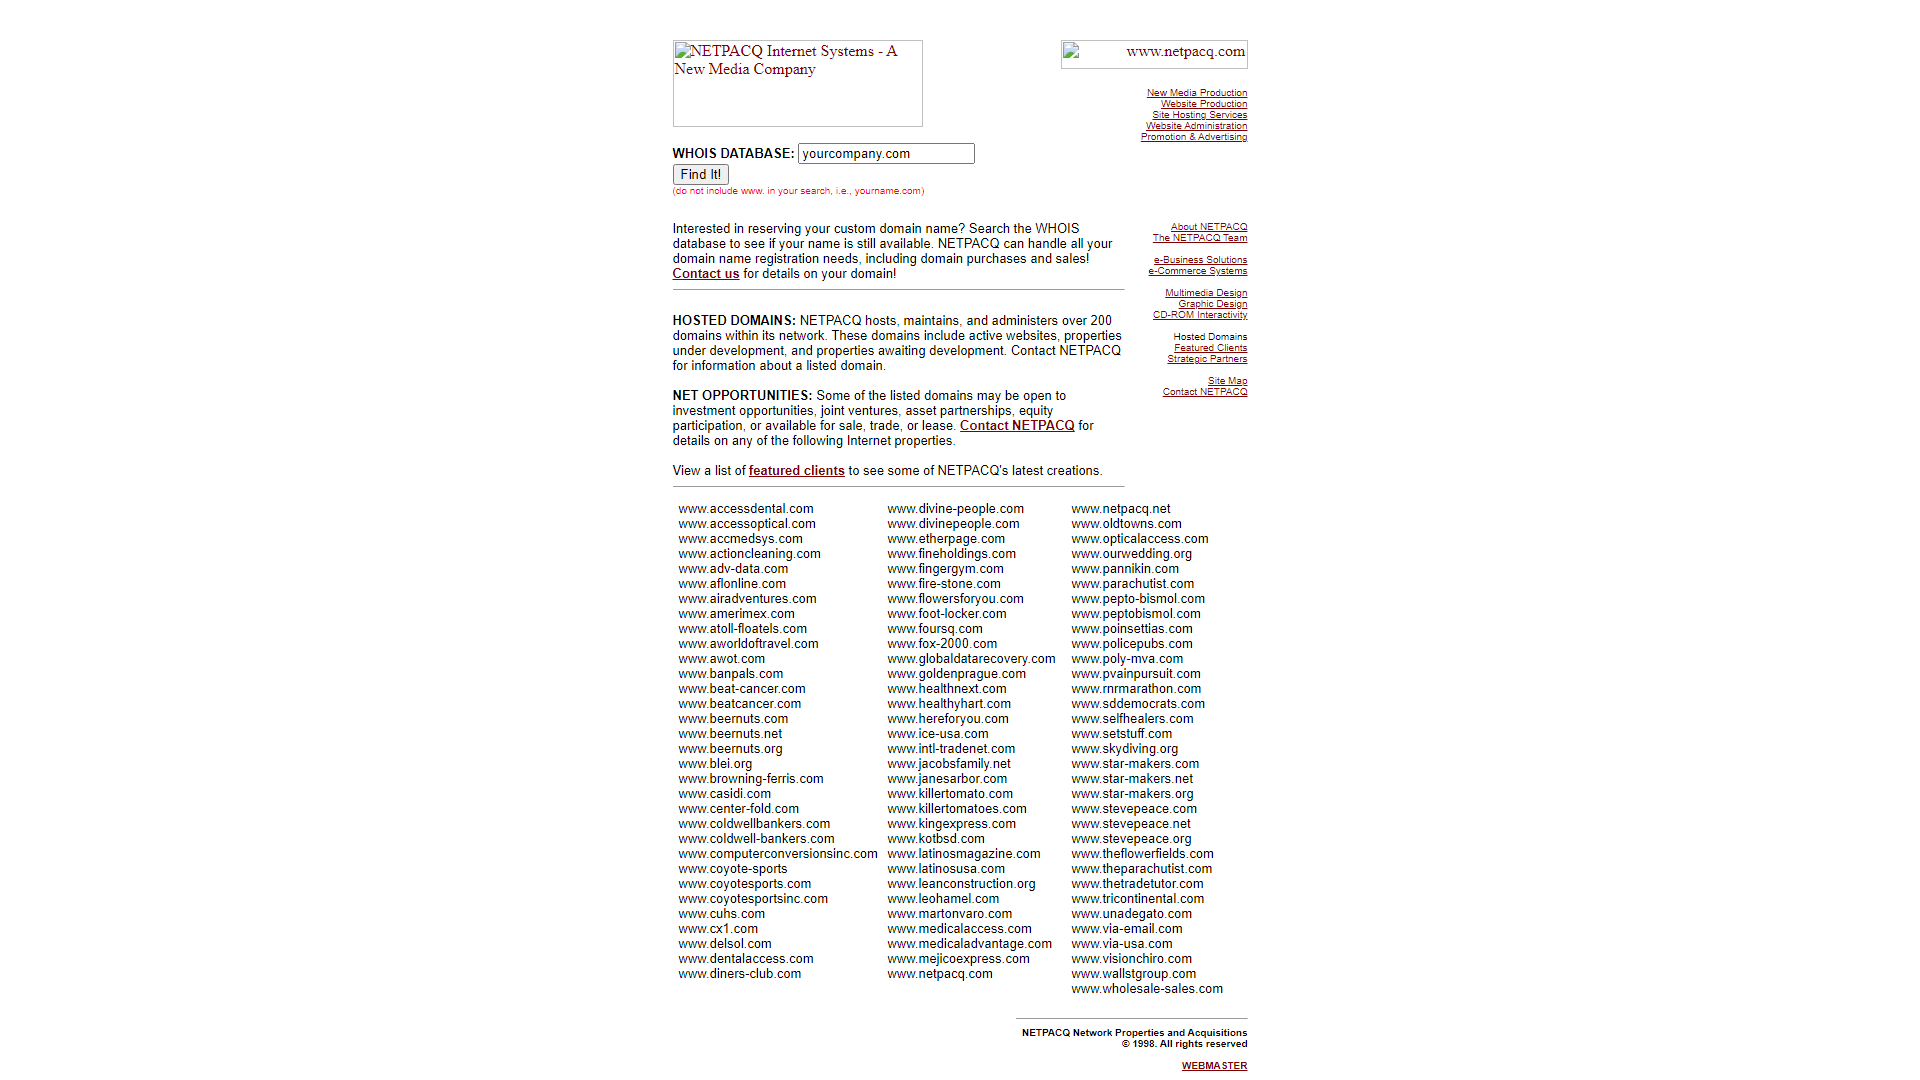 NETPACQ Internet Systems - A
New Media Company
www.netpacq.com
New Media Production
Website Production
Site Hosting Services
Website Administration
Promotion & Advertising
WHOIS DATABASE: yourcompany.com
Find It!
(do not include www. in your search, i.e., yourname.com)
Interested in reserving your custom domain name? Search the WHOIS
database to see if your name is still available. NETPACQ can handle all your
domain name registration needs, including domain purchases and sales!
Contact us for details on your domain!
About NETPACQ
The NETPACQ Team
e-Business Solutions
e-Commerce Systems
Multimedia Design
Graphic Design
CD-ROM Interactivity
Hosted Domains
Featured Clients
Strategic Partners
Site Map
Contact NETPACQ
HOSTED DOMAINS: NETPACQ hosts, maintains, and administers over 200
domains within its network. These domains include active websites, properties
under development, and properties awaiting development. Contact NETPACQ
for information about a listed domain.
NET OPPORTUNITIES: Some of the listed domains may be open to
investment opportunities, joint ventures, asset partnerships, equity
participation, or available for sale, trade, or lease. Contact NETPACQ for
details on any of the following Internet properties.
View a list of featured clients to see some of NETPACQ's latest creations.
www.accessdental.com
www.accessoptical.com
www.accmedsys.com
www.actioncleaning.com
www.adv-data.com
www.aflonline.com
www.airadventures.com
www.amerimex.com
www.atoll-floatels.com
www.aworldoftravel.com
www.awot.com
www.banpals.com
www.beat-cancer.com
www.beatcancer.com
www.beernuts.com
www.beernuts.net
www.beernuts.org
www.blei.org
www.browning-ferris.com
www.casidi.com
www.center-fold.com
www.coldwellbankers.com
www.coldwell-bankers.com
www.computerconversionsinc.com
www.coyote-sports
www.coyotesports.com
www.coyotesportsinc.com
www.cuhs.com
www.cx1.com
www.delsol.com
www.dentalaccess.com
www.diners-club.com
www.divine-people.com
www.divinepeople.com
www.etherpage.com
www.fineholdings.com
www.fingergym.com
www.fire-stone.com
www.flowersforyou.com
www.foot-locker.com
www.foursq.com
www.fox-2000.com
www.globaldatarecovery.com
www.goldenprague.com
www.healthnext.com
www.healthyhart.com
www.hereforyou.com
www.ice-usa.com
www.intl-tradenet.com
www.jacobsfamily.net
www.janesarbor.com
www.killertomato.com
www.killertomatoes.com
www.kingexpress.com
www.kotbsd.com
www.latinosmagazine.com
www.latinosusa.com
www.leanconstruction.org
www.leohamel.com
www.martonvaro.com
www.medicalaccess.com
www.medicaladvantage.com
www.mejicoexpress.com
www.netpacq.com
www.netpacq.net
www.oldtowns.com
www.opticalaccess.com
www.ourwedding.org
www.pannikin.com
www.parachutist.com
www.pepto-bismol.com
www.peptobismol.com
www.poinsettias.com
www.policepubs.com
www.poly-mva.com
www.pvainpursuit.com
www.rnrmarathon.com
www.sddemocrats.com
www.selfhealers.com
www.setstuff.com
www.skydiving.org
www.star-makers.com
www.star-makers.net
www.star-makers.org
www.stevepeace.com
www.stevepeace.net
www.stevepeace.org
www.theflowerfields.com
www.theparachutist.com
www.thetradetutor.com
www.tricontinental.com
www.unadegato.com
www.via-email.com
www.via-usa.com
www.visionchiro.com
www.wallstgroup.com
www.wholesale-sales.com
NETPACQ Network Properties and Acquisitions
© 1998. All rights reserved
WEBMASTER